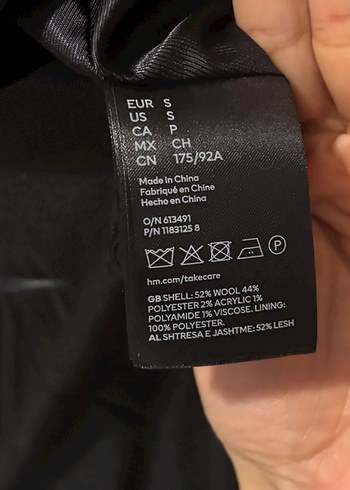 EUR S
US S
CA P
MX CH
CN 175/92A
Made in China
Fabriqué en Chine
Hecho en China
O/N 613491
P/N 1183125 8
P
hm.com/takecare
GB SHELL: 52% WOOL 44%
POLYESTER 2% ACRYLIC 1%
POLYAMIDE 1% VISCOSE. LINING:
100% POLYESTER.
AL SHTRESA E JASHTME: 52% LESH